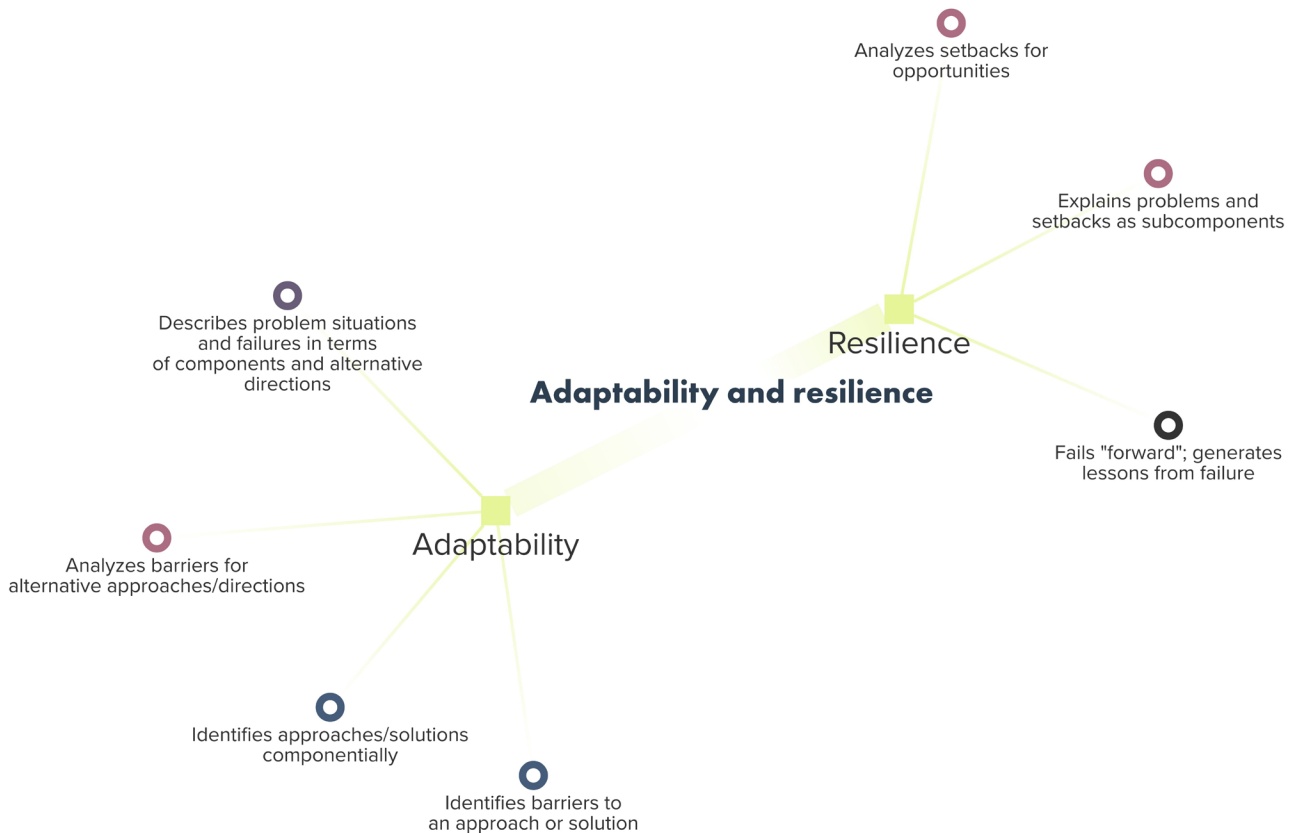 Analyzes setbacks for
opportunities
Explains problems and
setbacks as subcomponents
Describes problem situations
and failures in terms
of components and alternative
directions
Resilience
Adaptability and resilience
Fails "forward"; generates
lessons from failure
Adaptability
Analyzes barriers for
alternative approaches/directions
Identifies approaches/solutions
componentially
Identifies barriers to
an approach or solution